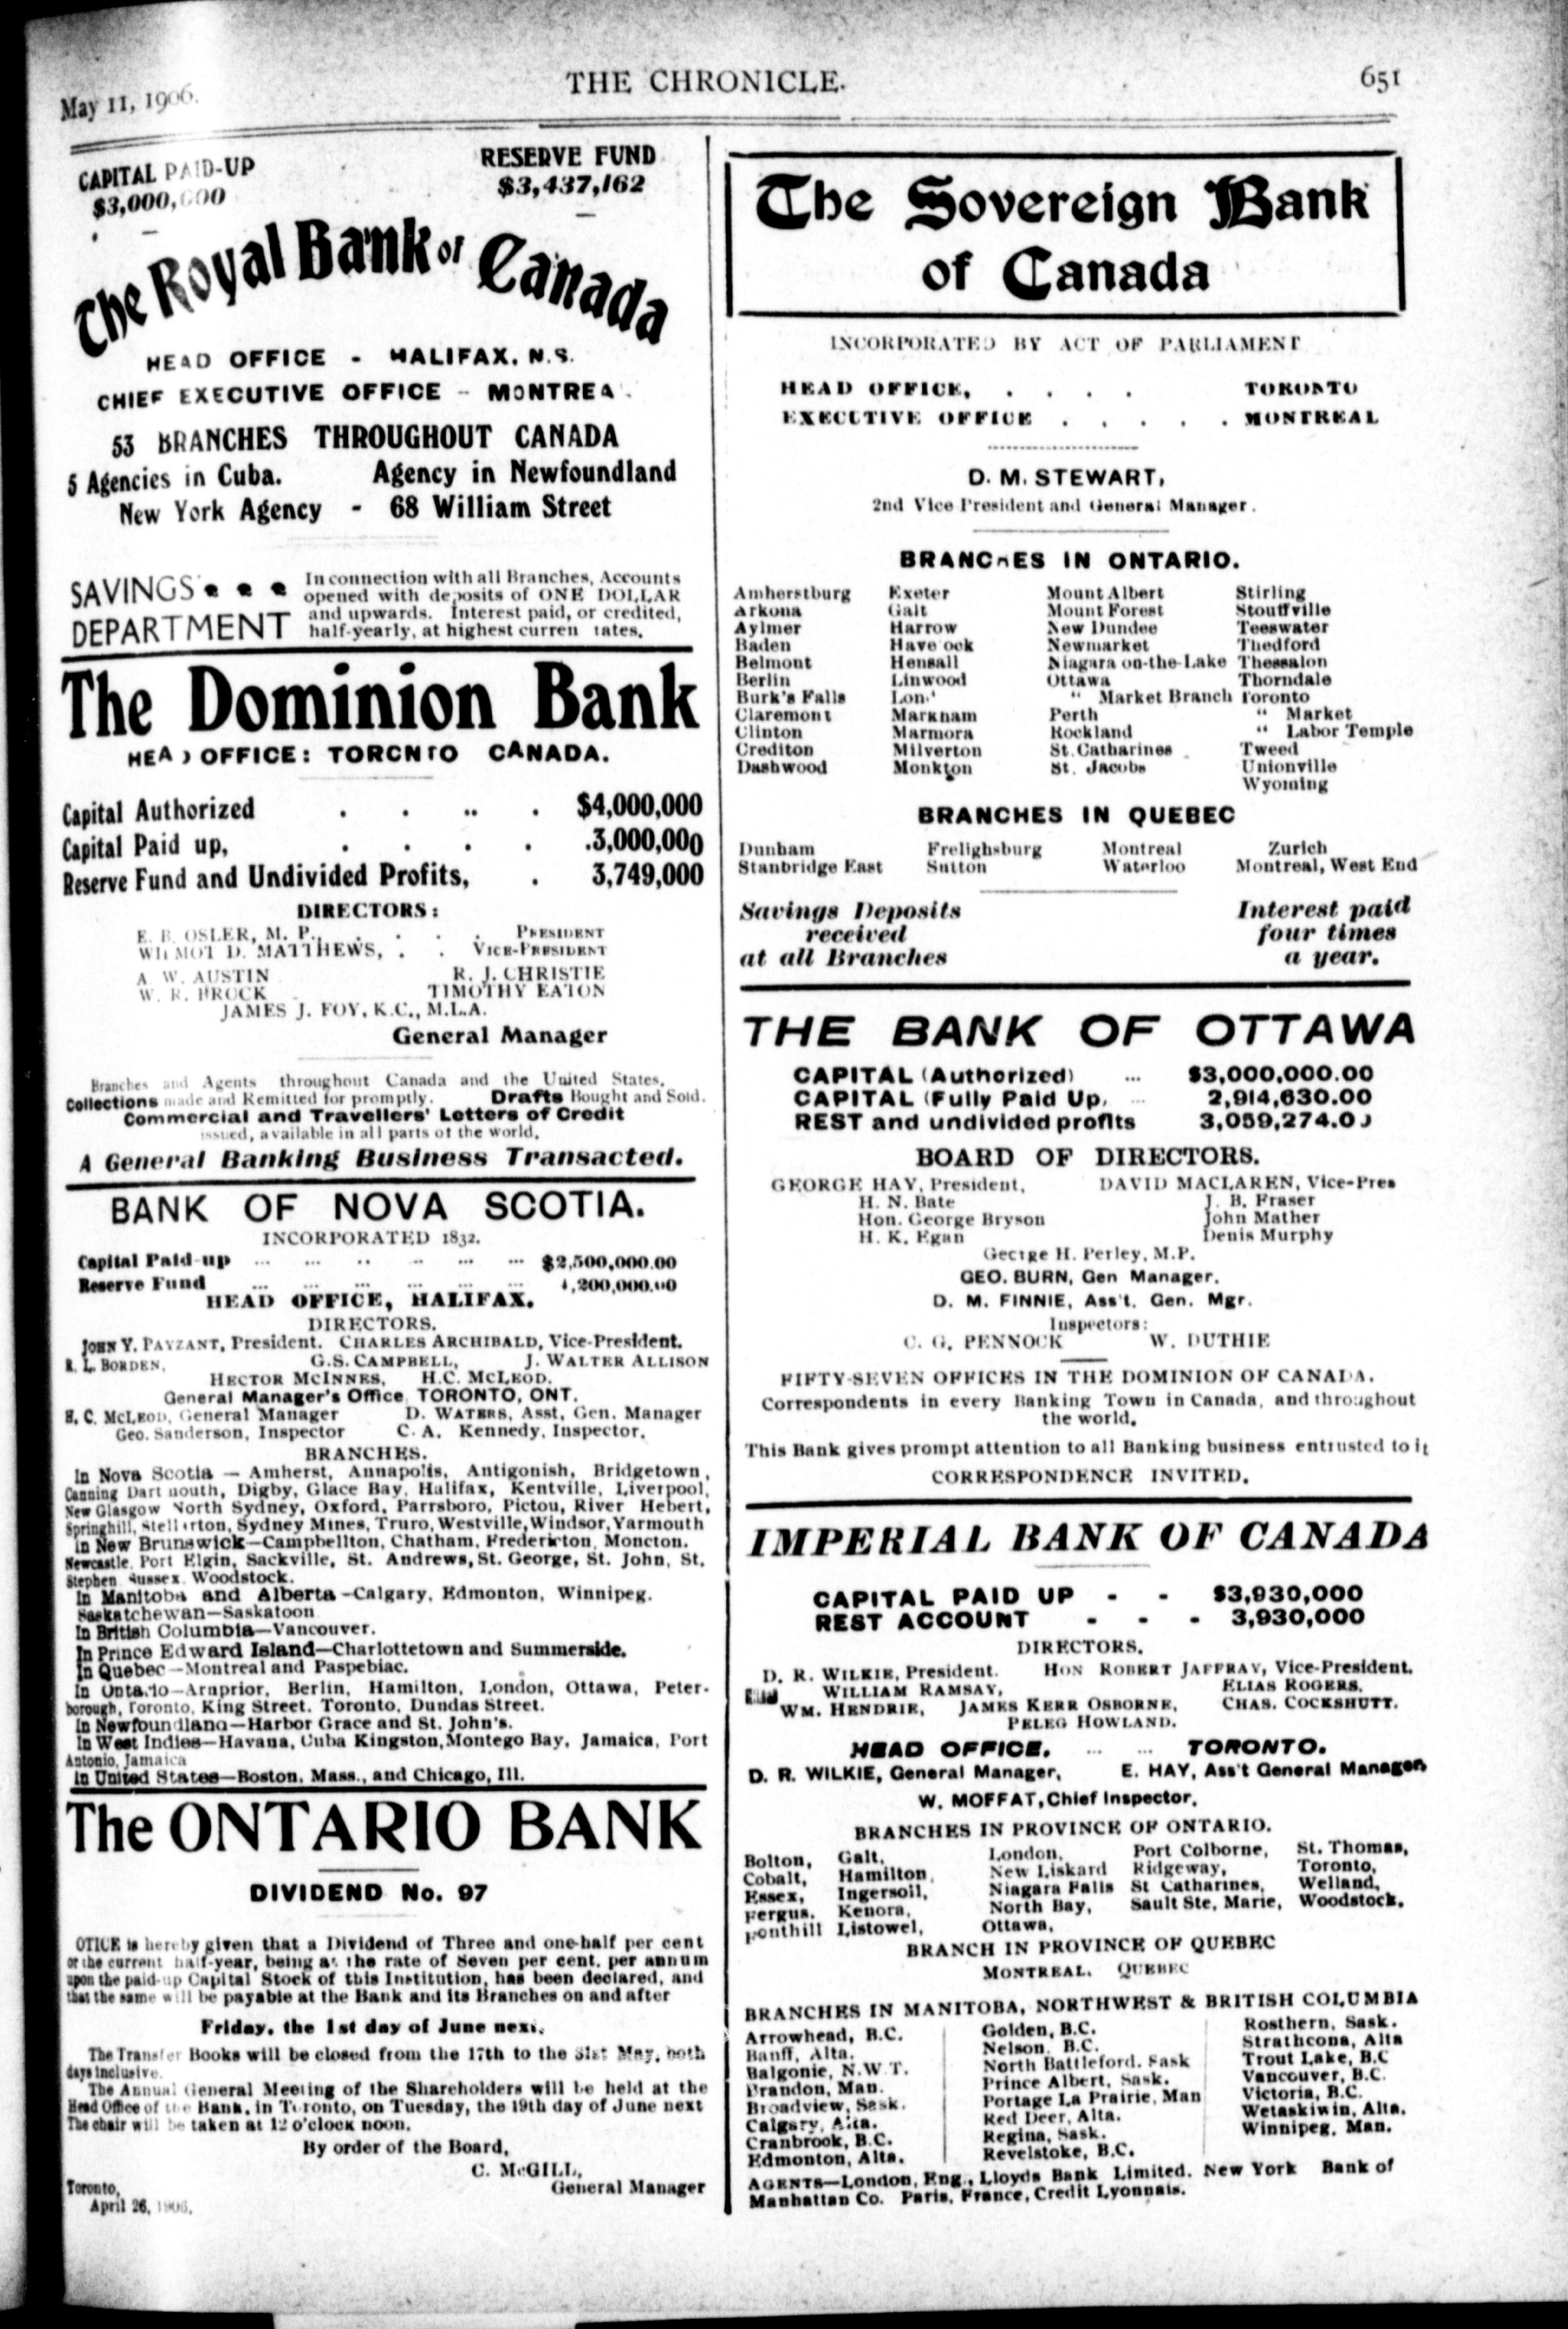 May 11, 1906.
THE CHRONICLE.
651
CAPITAL PAID-UP
$3,000,000
RESERVE FUND
$3,437,162
The Royal Bank of Canada
HEAD OFFICE - HALIFAX, N.S.
CHIEF EXECUTIVE OFFICE - MONTREA
53 BRANCHES THROUGHOUT CANADA
5 Agencies in Cuba. Agency in Newfoundland
New York Agency - 68 William Street
SAVINGS
DEPARTMENT
In connection with all Branches, Accounts
opened with deposits of ONE DOLLAR
and upwards. Interest paid, or credited,
half-yearly, at highest curren rates.
The Dominion Bank
HEAD OFFICE: TORONTO CANADA.
Capital Authorized . . . . $4,000,000
Capital Paid up, . . . . 3,000,000
Reserve Fund and Undivided Profits, . 3,749,000
DIRECTORS:
E. B. OSLER, M. P., . . . . PRESIDENT
WILMOT D. MATTHEWS, . . VICE-PRESIDENT
A. W. AUSTIN R. J. CHRISTIE
W. R. BROCK TIMOTHY EATON
JAMES J. FOY, K.C., M.L.A.
General Manager
Branches and Agents throughout Canada and the United States.
Collections made and Remitted for promptly. Drafts Bought and Sold.
Commercial and Travellers' Letters of Credit
issued, available in all parts of the world.
A General Banking Business Transacted.
BANK OF NOVA SCOTIA.
INCORPORATED 1832.
Capital Paid-up ... ... ... ... ... ... $2,500,000.00
Reserve Fund ... ... ... ... ... ... 4,200,000.00
HEAD OFFICE, HALIFAX.
DIRECTORS.
JOHN Y. PAYZANT, President. CHARLES ARCHIBALD, Vice-President.
R. L. BORDEN, G.S. CAMPBELL, J. WALTER ALLISON
HECTOR MCINNES, H.C. MCLEOD.
General Manager's Office, TORONTO, ONT.
H. C. MCLEOD, General Manager D. WATERS, Asst. Gen. Manager
Geo. Sanderson, Inspector C. A. Kennedy, Inspector.
BRANCHES.
In Nova Scotia — Amherst, Annapolis, Antigonish, Bridgetown,
Canning Dartmouth, Digby, Glace Bay, Halifax, Kentville, Liverpool,
New Glasgow North Sydney, Oxford, Parrsboro, Pictou, River Hebert,
Springhill, Stellarton, Sydney Mines, Truro, Westville, Windsor, Yarmouth
In New Brunswick—Campbellton, Chatham, Fredericton, Moncton.
Newcastle, Port Elgin, Sackville, St. Andrews, St. George, St. John, St.
Stephen Sussex, Woodstock.
In Manitoba and Alberta—Calgary, Edmonton, Winnipeg.
Saskatchewan—Saskatoon
In British Columbia—Vancouver.
In Prince Edward Island—Charlottetown and Summerside.
In Quebec—Montreal and Paspebiac.
In Ontario—Arnprior, Berlin, Hamilton, London, Ottawa, Peter-
borough, Toronto, King Street. Toronto, Dundas Street.
In Newfoundland—Harbor Grace and St. John's.
In West Indies—Havana, Cuba Kingston, Montego Bay, Jamaica, Port
Antonio, Jamaica
In United States—Boston, Mass., and Chicago, Ill.
The ONTARIO BANK
DIVIDEND No. 97
OTICE is hereby given that a Dividend of Three and one-half per cent
or the current half-year, being at the rate of Seven per cent. per annum
upon the paid-up Capital Stock of this Institution, has been declared, and
that the same will be payable at the Bank and its Branches on and after
Friday, the 1st day of June next.
The Transfer Books will be closed from the 17th to the 31st May, both
days inclusive.
The Annual General Meeting of the Shareholders will be held at the
Head Office of the Bank, in Toronto, on Tuesday, the 19th day of June next
The chair will be taken at 12 o'clock noon.
By order of the Board,
C. McGILL,
General Manager
Toronto,
April 26, 1906.
The Sovereign Bank
of Canada
INCORPORATED BY ACT OF PARLIAMENT
HEAD OFFICE, . . . . TORONTO
EXECUTIVE OFFICE . . . . . MONTREAL
D. M. STEWART,
2nd Vice President and General Manager.
BRANCHES IN ONTARIO.
Amherstburg Exeter Mount Albert Stirling
Arkona Galt Mount Forest Stouffville
Aylmer Harrow New Dundee Teeswater
Baden Have ock Newmarket Thedford
Belmont Hensall Niagara-on-the-Lake Thessalon
Berlin Linwood Ottawa Thorndale
Burk's Falls Lon. " Market Branch Toronto
Claremont Markham Perth " Market
Clinton Marmora Rockland " Labor Temple
Crediton Milverton St. Catharines Tweed
Dashwood Monkton St. Jacobs Unionville
Wyoming
BRANCHES IN QUEBEC
Dunham Frelighsburg Montreal Zurich
Stanbridge East Sutton Waterloo Montreal, West End
Savings Deposits
received
at all Branches
Interest paid
four times
a year.
THE BANK OF OTTAWA
CAPITAL (Authorized) ... $3,000,000.00
CAPITAL (Fully Paid Up, ... 2,914,630.00
REST and undivided profits 3,059,274.00
BOARD OF DIRECTORS.
GEORGE HAY, President, DAVID MACLAREN, Vice-Pres
H. N. Bate J. B. Fraser
Hon. George Bryson John Mather
H. K. Egan Denis Murphy
George H. Perley, M.P.
GEO. BURN, Gen Manager.
D. M. FINNIE, Ass't. Gen. Mgr.
Inspectors:
C. G. PENNOCK W. DUTHIE
FIFTY-SEVEN OFFICES IN THE DOMINION OF CANADA.
Correspondents in every Banking Town in Canada, and throughout
the world.
This Bank gives prompt attention to all Banking business entrusted to it
CORRESPONDENCE INVITED.
IMPERIAL BANK OF CANADA
CAPITAL PAID UP - - $3,930,000
REST ACCOUNT - - - 3,930,000
DIRECTORS.
D. R. WILKIE, President. HON ROBERT JAFFRAY, Vice-President.
WILLIAM RAMSAY, ELIAS ROGERS,
WM. HENDRIE, JAMES KERR OSBORNE, CHAS. COCKSHUTT.
PELEG HOWLAND.
HEAD OFFICE. ... ... TORONTO.
D. R. WILKIE, General Manager, E. HAY, Ass't General Manager,
W. MOFFAT, Chief Inspector.
BRANCHES IN PROVINCE OF ONTARIO.
Bolton, Galt, London, Port Colborne, St. Thomas,
Cobalt, Hamilton, New Liskard Ridgeway, Toronto,
Essex, Ingersoll, Niagara Falls St Catharines, Welland,
Fergus. Kenora, North Bay, Sault Ste, Marie, Woodstock.
Fonthill Listowel, Ottawa,
BRANCH IN PROVINCE OF QUEBEC
MONTREAL. QUEBEC
BRANCHES IN MANITOBA, NORTHWEST & BRITISH COLUMBIA
Arrowhead, B.C. Golden, B.C. Rosthern, Sask.
Banff, Alta. Nelson, B.C. Strathcona, Alta
Balgonie, N.W T. North Battleford, Sask Trout Lake, B.C
Brandon, Man. Prince Albert, Sask. Vancouver, B.C.
Broadview, Sask. Portage La Prairie, Man Victoria, B.C.
Calgary, Alta. Red Deer, Alta. Wetaskiwin, Alta.
Cranbrook, B.C. Regina, Sask. Winnipeg, Man.
Edmonton, Alta. Revelstoke, B.C.
AGENTS—London, Eng., Lloyds Bank Limited. New York Bank of
Manhattan Co. Paris, France, Credit Lyonnais.